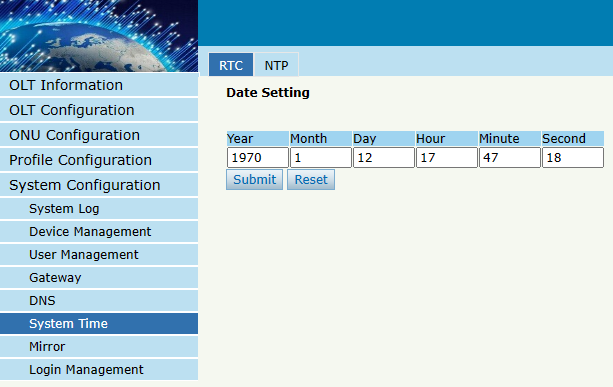 RTC NTP
OLT Information
OLT Configuration
ONU Configuration
Profile Configuration
System Configuration
System Log
Device Management
User Management
Gateway
DNS
System Time
Mirror
Login Management
Date Setting
Year Month Day Hour Minute Second
1970 1 12 17 47 18
Submit Reset